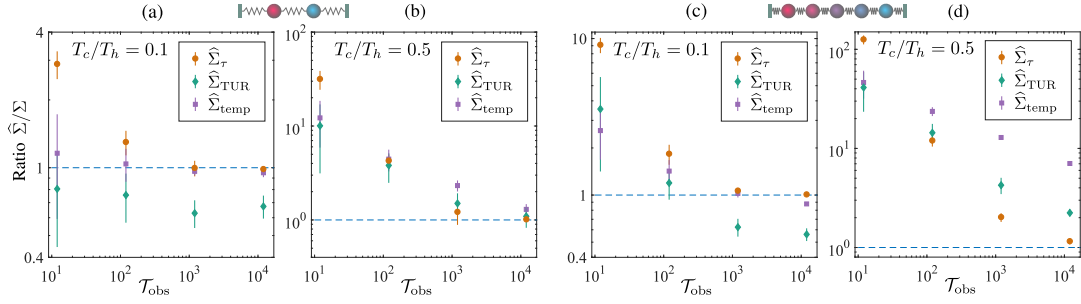 (a)
(b)
(c)
(d)
4
T_c/T_h = 0.1
Σ̂_τ
Σ̂_TUR
Σ̂_temp
Ratio Σ̂/Σ
1
0.4
10^1
10^2
10^3
10^4
𝒯_obs
T_c/T_h = 0.5
Σ̂_τ
Σ̂_TUR
Σ̂_temp
10^2
10^1
10^0
10^1
10^2
10^3
10^4
𝒯_obs
10
T_c/T_h = 0.1
Σ̂_τ
Σ̂_TUR
Σ̂_temp
1
0.4
10^1
10^2
10^3
10^4
𝒯_obs
T_c/T_h = 0.5
Σ̂_τ
Σ̂_TUR
Σ̂_temp
10^2
10^1
10^0
10^1
10^2
10^3
10^4
𝒯_obs